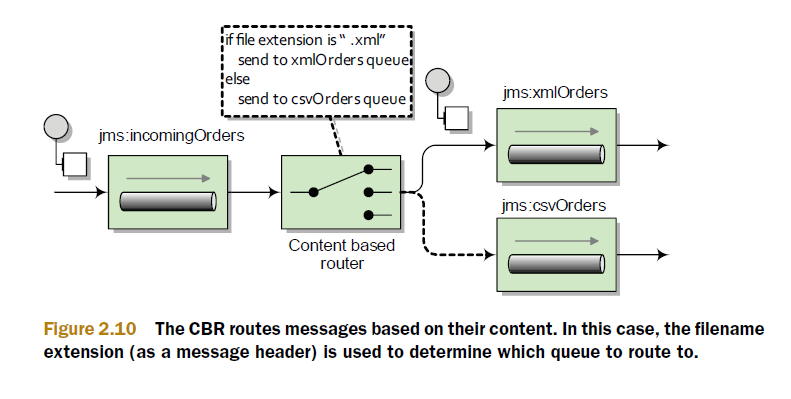 if file extension is “ .xml”
send to xmlOrders queue
else
send to csvOrders queue
jms:xmlOrders
jms:incomingOrders
jms:csvOrders
Content based
router
Figure 2.10 The CBR routes messages based on their content. In this case, the filename
extension (as a message header) is used to determine which queue to route to.